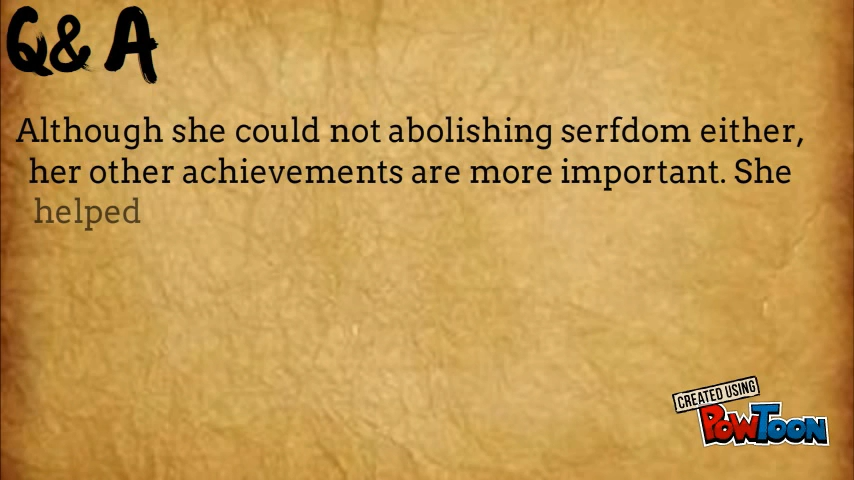 Q& A
Although she could not abolishing serfdom either,
her other achievements are more important. She
helped
CREATED USING
POWTOON